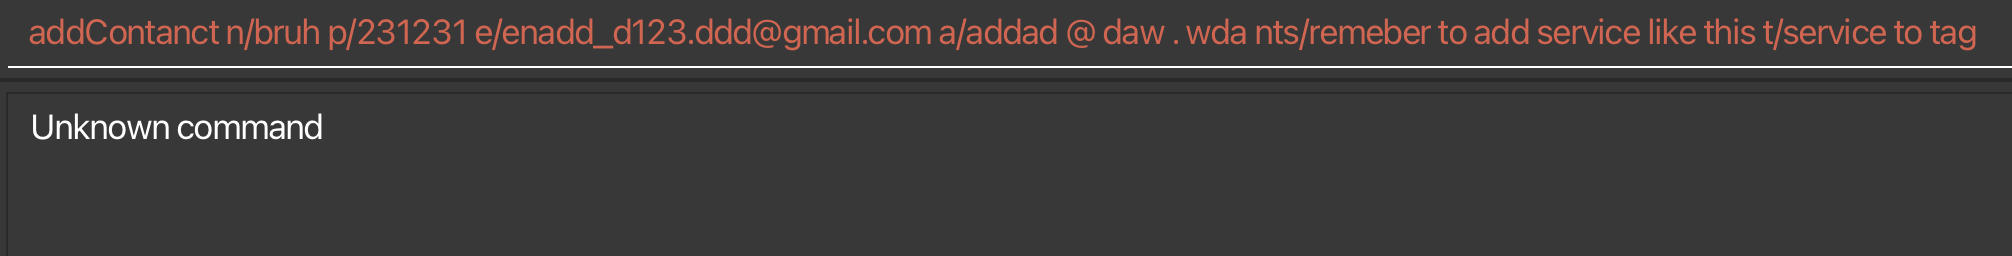 addContanct n/bruh p/231231 e/enadd_d123.ddd@gmail.com a/addad @ daw . wda nts/remeber to add service like this t/service to tag
Unknown command